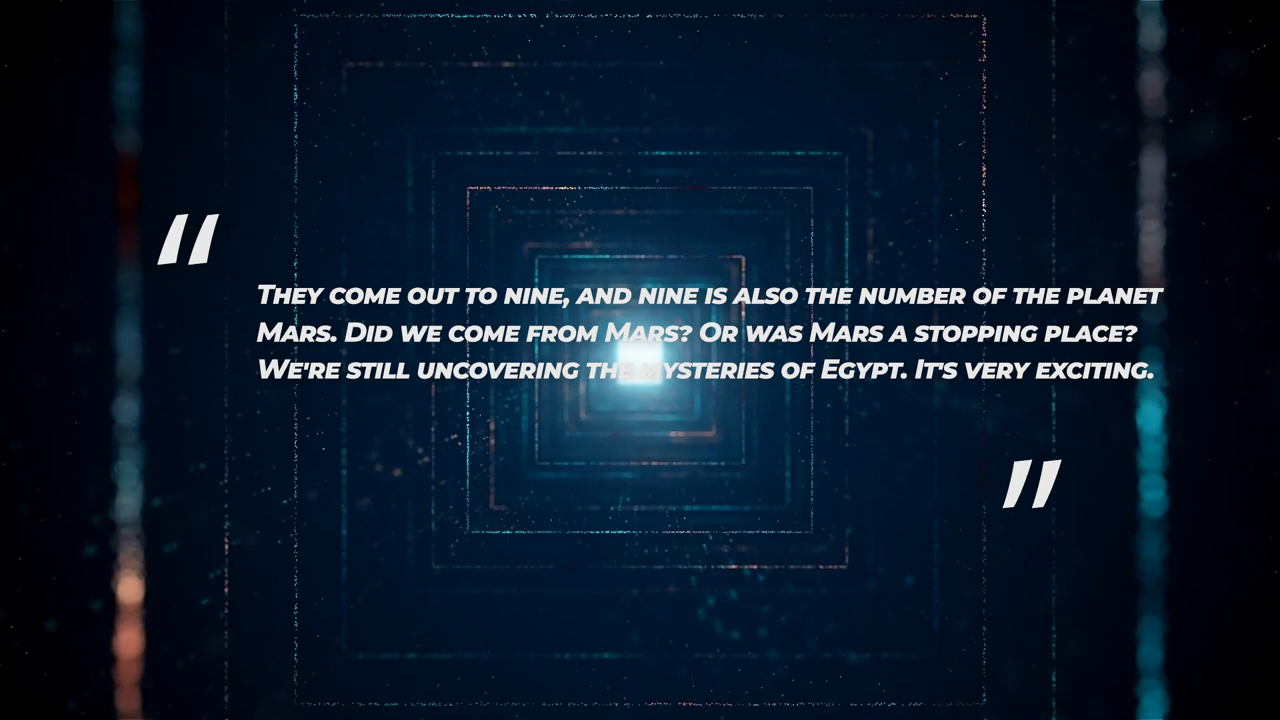 "
They come out to nine, and nine is also the number of the planet
Mars. Did we come from Mars? Or was Mars a stopping place?
We're still uncovering the mysteries of Egypt. It's very exciting.
"